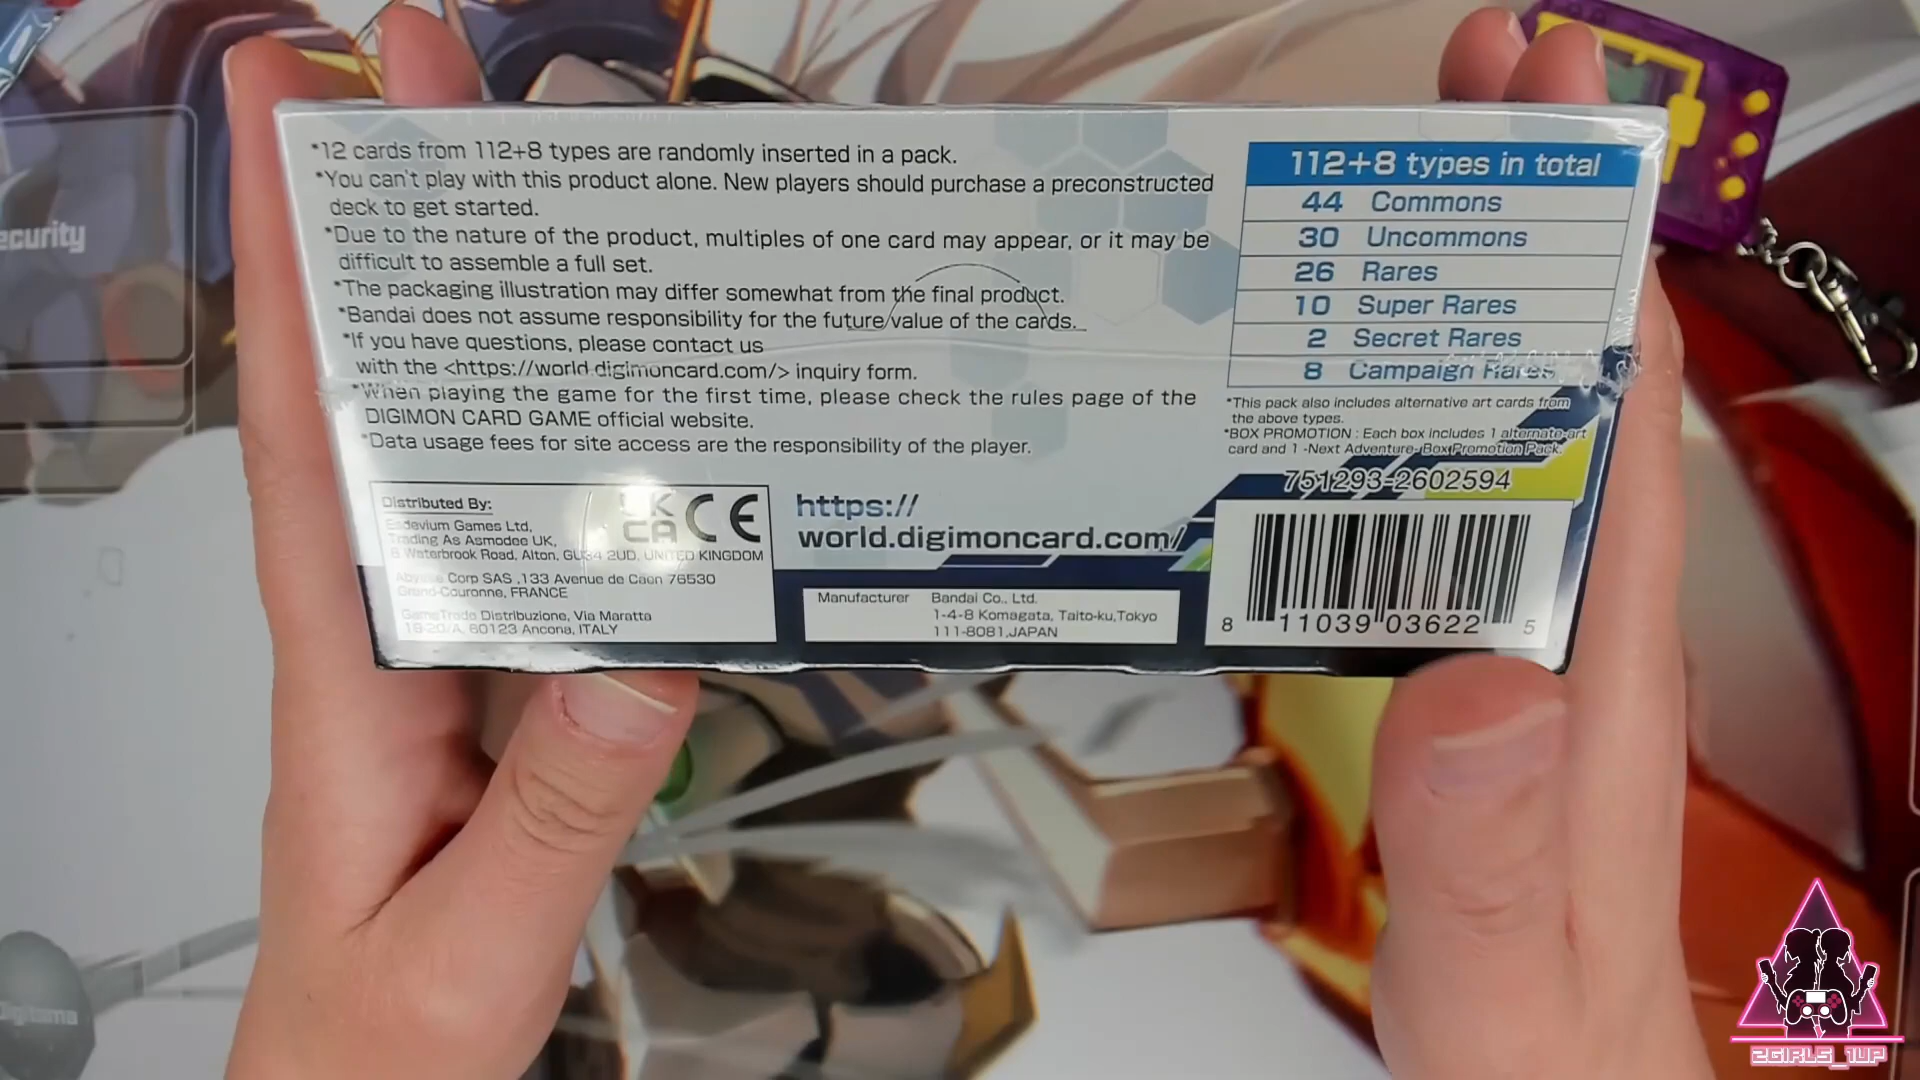 *12 cards from 112+8 types are randomly inserted in a pack.
*You can't play with this product alone. New players should purchase a preconstructed
deck to get started.
*Due to the nature of the product, multiples of one card may appear, or it may be
difficult to assemble a full set.
*The packaging illustration may differ somewhat from the final product.
*Bandai does not assume responsibility for the future value of the cards.
*If you have questions, please contact us
with the <https://world.digimoncard.com/> inquiry form.
*When playing the game for the first time, please check the rules page of the
DIGIMON CARD GAME official website.
*Data usage fees for site access are the responsibility of the player.
112+8 types in total
44 Commons
30 Uncommons
26 Rares
10 Super Rares
2 Secret Rares
8 Campaign Rares
*This pack also includes alternative art cards from
the above types.
*BOX PROMOTION : Each box includes 1 alternate-art
card and 1 -Next Adventure- Box Promotion Pack.
751293-2602594
8 11039 03622 5
Distributed By:
Esdevium Games Ltd,
Trading As Asmodee UK,
6 Waterbrook Road, Alton, GU34 2UD, UNITED KINGDOM
Abysse Corp SAS ,133 Avenue de Caen 76530
Grand-Couronne, FRANCE
GameTrade Distribuzione, Via Maratta
18-20/A, 60123 Ancona, ITALY
UK
CA CE
https://
world.digimoncard.com/
Manufacturer Bandai Co., Ltd.
1-4-8 Komagata, Taito-ku,Tokyo
111-8081,JAPAN
ecurity
Digitama
2GIRLS_1UP